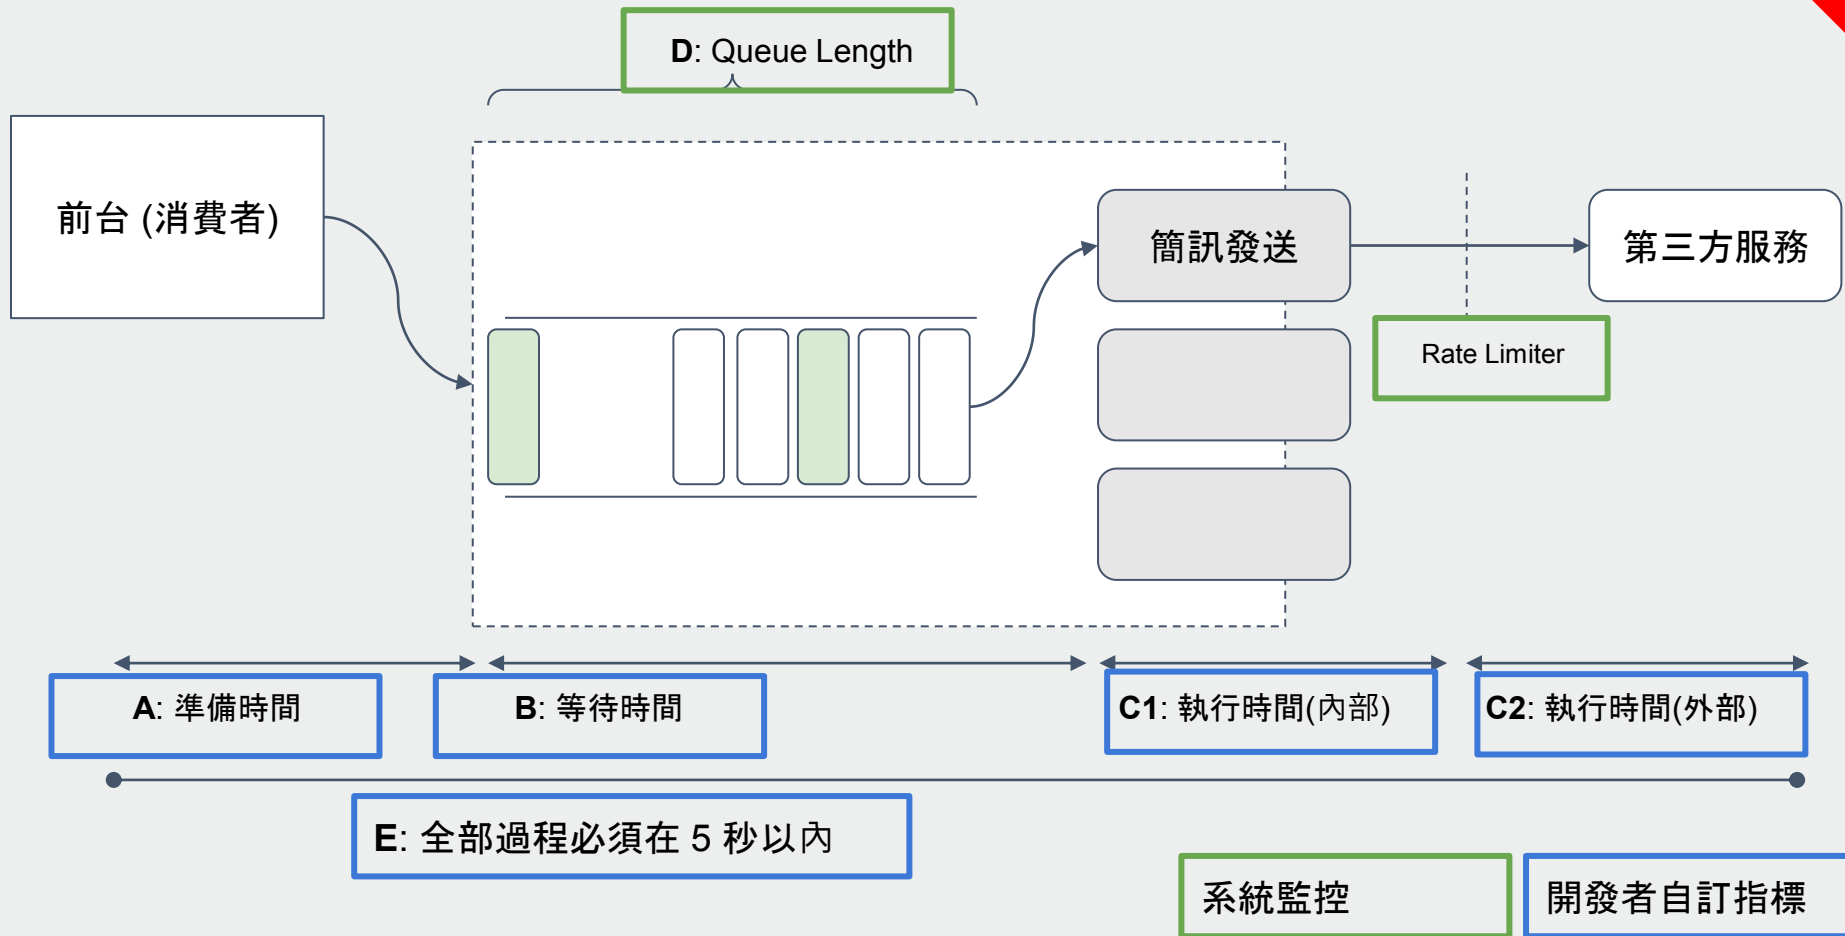 D: Queue Length
前台 (消費者)
簡訊發送
第三方服務
Rate Limiter
A: 準備時間
B: 等待時間
C1: 執行時間(內部)
C2: 執行時間(外部)
E: 全部過程必須在 5 秒以內
系統監控
開發者自訂指標